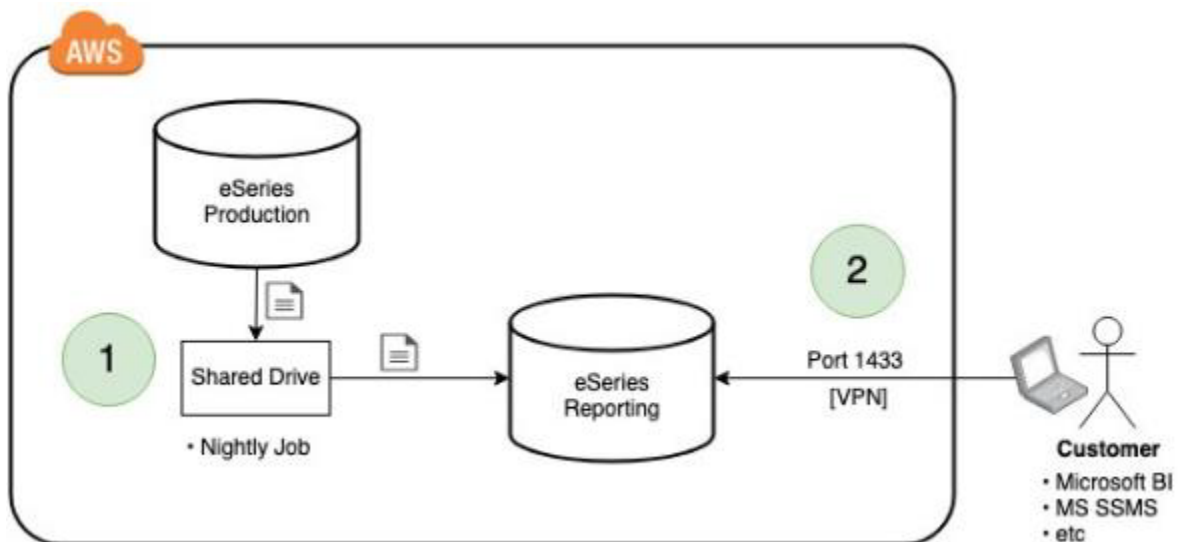 AWS
eSeries
Production
1
Shared Drive
• Nightly Job
eSeries
Reporting
2
Port 1433
[VPN]
Customer
• Microsoft BI
• MS SSMS
• etc